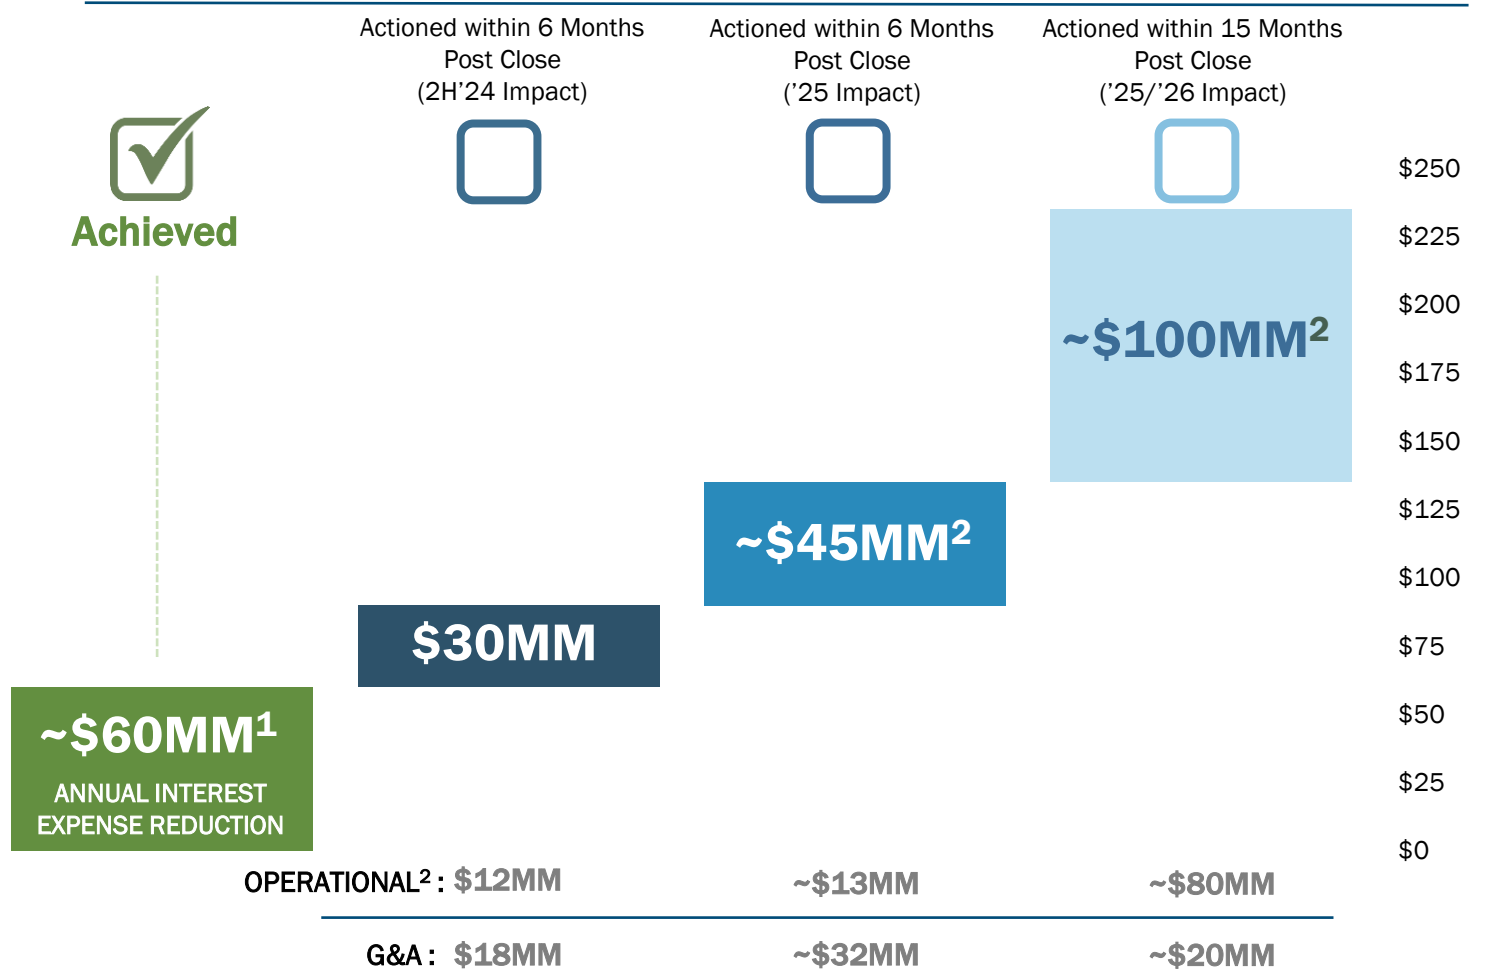 Actioned within 6 Months
Post Close
(2H’24 Impact)
Actioned within 6 Months
Post Close
(’25 Impact)
Actioned within 15 Months
Post Close
(’25/’26 Impact)
Achieved
$250
$225
$200
$175
$150
$125
$100
$75
$50
$25
$0
~$100MM²
~$45MM²
$30MM
~$60MM¹
ANNUAL INTEREST
EXPENSE REDUCTION
OPERATIONAL² : $12MM ~$13MM ~$80MM
G&A : $18MM ~$32MM ~$20MM